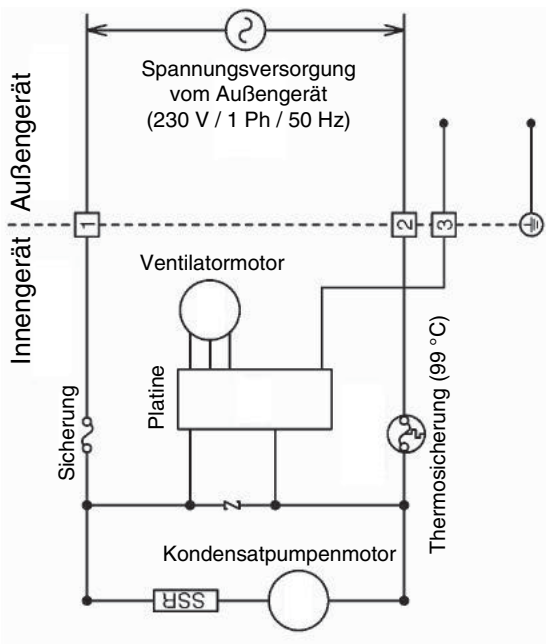 Spannungsversorgung
vom Außengerät
(230 V / 1 Ph / 50 Hz)
Außengerät
1
2
3
Innengerät
Ventilatormotor
Platine
Sicherung
Thermosicherung (99 °C)
Kondensatpumpenmotor
SSR